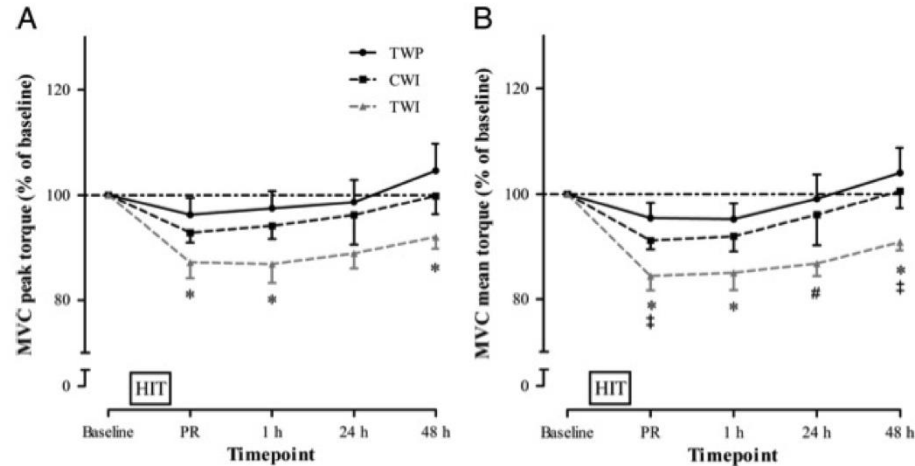 A
MVC peak torque (% of baseline)
120
100
80
0
TWP
CWI
TWI
*
*
*
HIT
Baseline PR 1 h 24 h 48 h
Timepoint
B
MVC mean torque (% of baseline)
120
100
80
0
*
‡
*
#
*
‡
HIT
Baseline PR 1 h 24 h 48 h
Timepoint